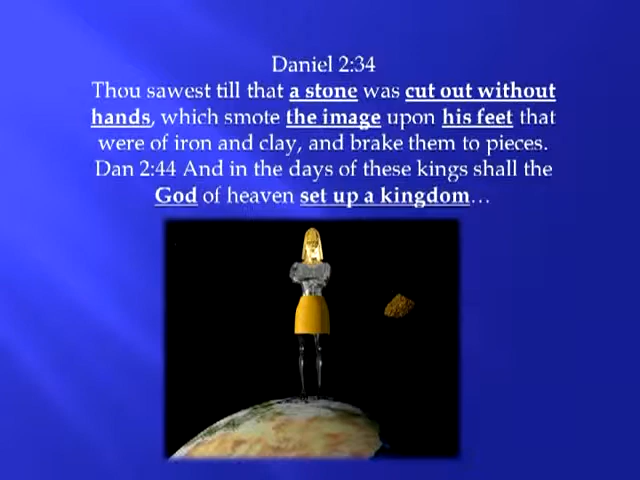 Daniel 2:34
Thou sawest till that a stone was cut out without
hands, which smote the image upon his feet that
were of iron and clay, and brake them to pieces.
Dan 2:44 And in the days of these kings shall the
God of heaven set up a kingdom…